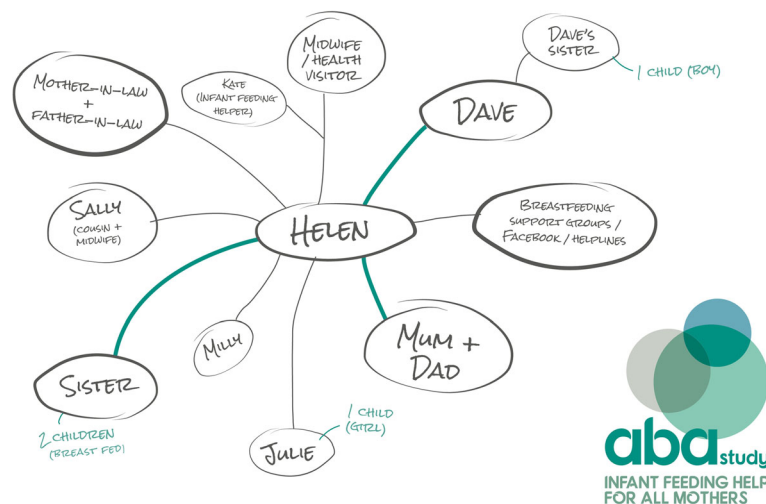 MIDWIFE
/ HEALTH
VISITOR
DAVE'S
SISTER
1 CHILD (BOY)
MOTHER-IN-LAW
+
FATHER-IN-LAW
KATE
(INFANT FEEDING
HELPER)
DAVE
SALLY
(COUSIN +
MIDWIFE)
HELEN
BREASTFEEDING
SUPPORT GROUPS /
FACEBOOK / HELPLINES
MILLY
MUM +
DAD
SISTER
2 CHILDREN
(BREAST FED)
1 CHILD
(GIRL)
JULIE
aba study
INFANT FEEDING HELP
FOR ALL MOTHERS